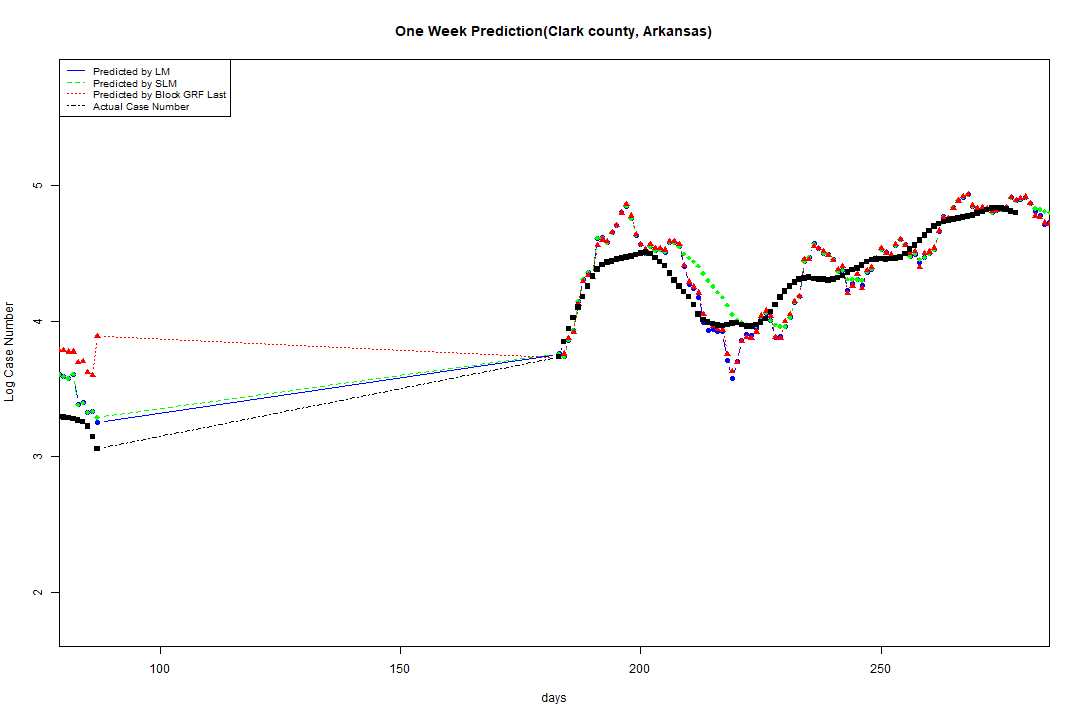 One Week Prediction(Clark county, Arkansas)
Predicted by LM
Predicted by SLM
Predicted by Block GRF Last
Actual Case Number
5
4
3
2
Log Case Number
100 150 200 250
days